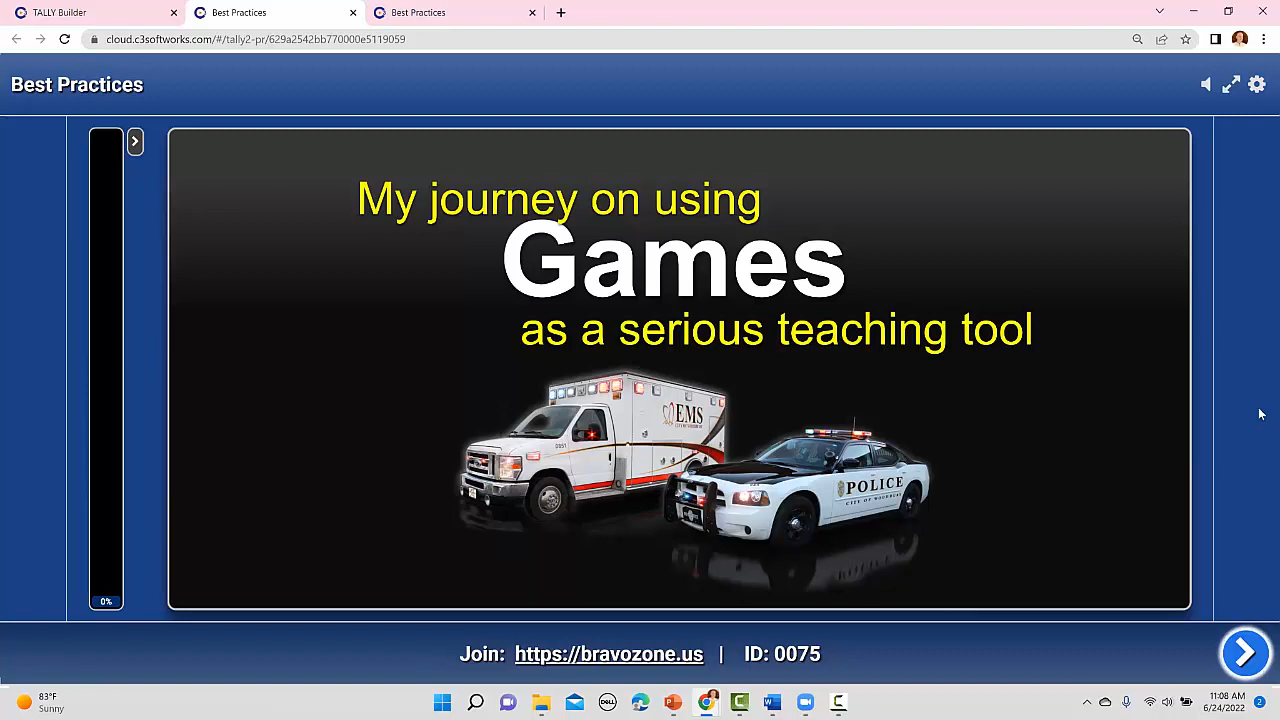 TALLY Builder
Best Practices
Best Practices
cloud.c3softworks.com/#/tally2-pr/629a2542bb770000e5119059
Best Practices
My journey on using
Games
as a serious teaching tool
EMS
POLICE
0%
Join: https://bravozone.us | ID: 0075
83°F
Sunny
DELL
11:08 AM
6/24/2022
2